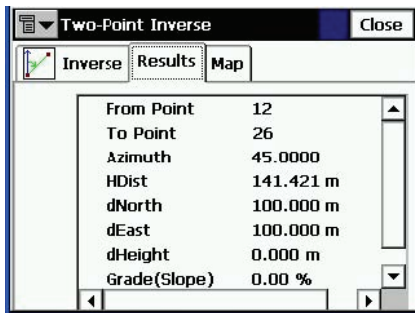 Two-Point Inverse Close
Inverse Results Map
From Point 12
To Point 26
Azimuth 45.0000
HDist 141.421 m
dNorth 100.000 m
dEast 100.000 m
dHeight 0.000 m
Grade(Slope) 0.00 %